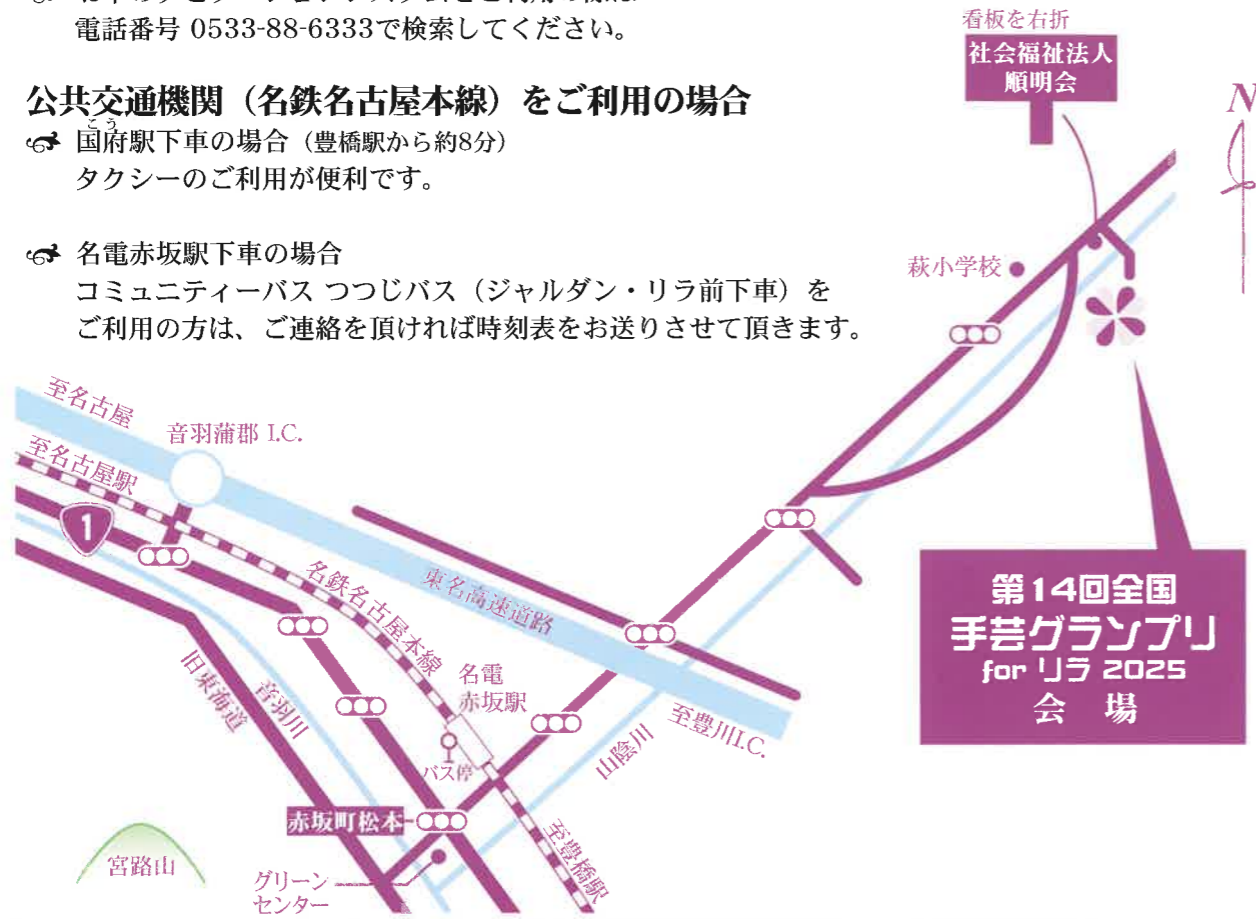 電話番号 0533-88-6333で検索してください。
公共交通機関（名鉄名古屋本線）をご利用の場合
こう
国府駅下車の場合（豊橋駅から約8分）
タクシーのご利用が便利です。
名電赤坂駅下車の場合
コミュニティーバス つつじバス（ジャルダン・リラ前下車）を
ご利用の方は、ご連絡を頂ければ時刻表をお送りさせて頂きます。
看板を右折
社会福祉法人
順明会
N
萩小学校
至名古屋
音羽蒲郡 I.C.
至名古屋駅
1
名鉄名古屋本線
東名高速道路
旧東海道
音羽川
名電
赤坂駅
バス停
至豊川I.C.
山陰川
赤坂町松本
至豊橋駅
宮路山
グリーン
センター
第14回全国
手芸グランプリ
for リラ 2025
会 場